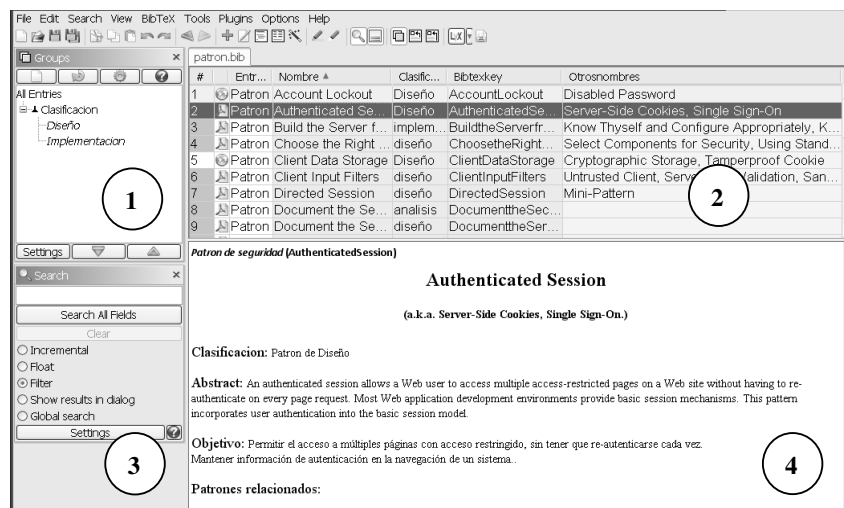 File Edit Search View BibTeX Tools Plugins Options Help
Groups
All Entries
Clasificacion
Diseño
Implementacion
1
Settings
Search
Search All Fields
Clear
Incremental
Float
Filter
Show results in dialog
Global search
Settings
3
patron.bib
# Entr... Nombre Clasific... Bibtexkey Otrosnombres
1 Patron Account Lockout Diseño AccountLockout Disabled Password
2 Patron Authenticated Se... Diseño AuthenticatedSe... Server-Side Cookies, Single Sign-On
3 Patron Build the Server f... implem... BuildtheServerfr... Know Thyself and Configure Appropriately, K...
4 Patron Choose the Right ... diseño ChoosetheRight... Select Components for Security, Using Stand...
5 Patron Client Data Storage Diseño ClientDataStorage Cryptographic Storage, Tamperproof Cookie
6 Patron Client Input Filters diseño ClientInputFilters Untrusted Client, San...
7 Patron Directed Session diseño DirectedSession Mini-Pattern
8 Patron Document the Se... analisis DocumenttheSec...
9 Patron Document the Se... diseño DocumenttheSer...
2
Patron de seguridad (AuthenticatedSession)
Authenticated Session
(a.k.a. Server-Side Cookies, Single Sign-On.)
Clasificacion: Patron de Diseño
Abstract: An authenticated session allows a Web user to access multiple access-restricted pages on a Web site without having to re-
authenticate on every page request. Most Web application development environments provide basic session mechanisms. This pattern
incorporates user authentication into the basic session model.
Objetivo: Permitir el acceso a múltiples páginas con acceso restringido, sin tener que re-autenticarse cada vez.
Mantener información de autenticación en la navegación de un sistema..
Patrones relacionados:
4